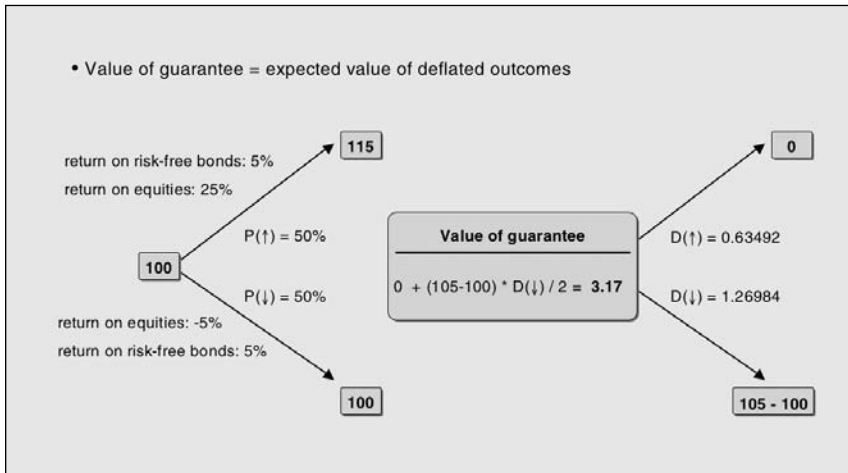 • Value of guarantee = expected value of deflated outcomes
115
0
return on risk-free bonds: 5%
return on equities: 25%
P(↑) = 50%
Value of guarantee
D(↑) = 0.63492
100
0 + (105-100) * D(↓) / 2 = 3.17
P(↓) = 50%
D(↓) = 1.26984
return on equities: -5%
return on risk-free bonds: 5%
100
105 - 100